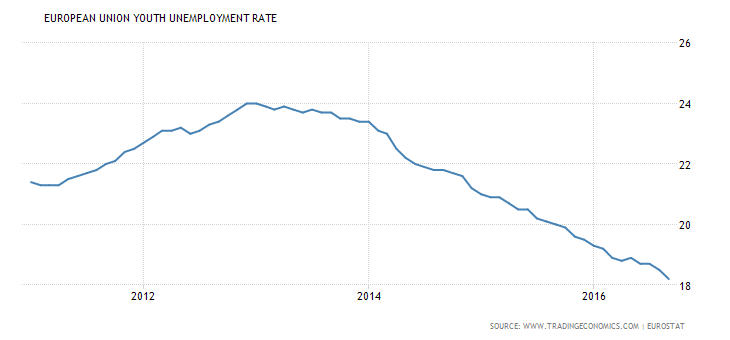 EUROPEAN UNION YOUTH UNEMPLOYMENT RATE
26
24
22
20
18
2012 2014 2016
SOURCE: WWW.TRADINGECONOMICS.COM | EUROSTAT